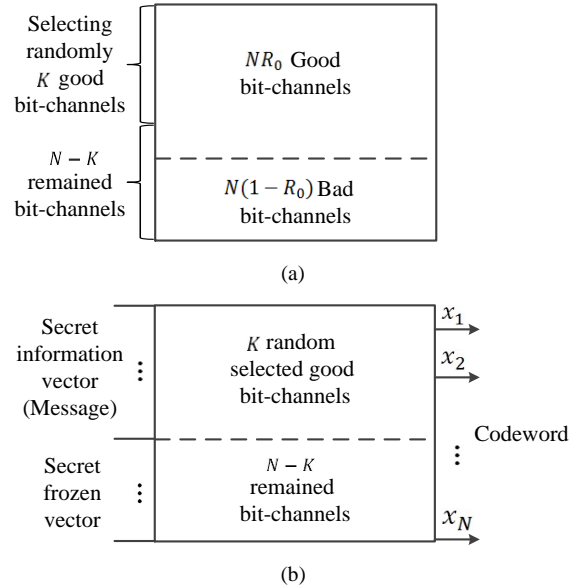 Selecting
randomly
K good
bit-channels
NR₀ Good
bit-channels
N − K
remained
bit-channels
N(1 − R₀) Bad
bit-channels
(a)
Secret
information
vector
(Message)
⋮
K random
selected good
bit-channels
x₁
x₂
⋮
Codeword
Secret
frozen
vector
⋮
N − K
remained
bit-channels
x_N
(b)